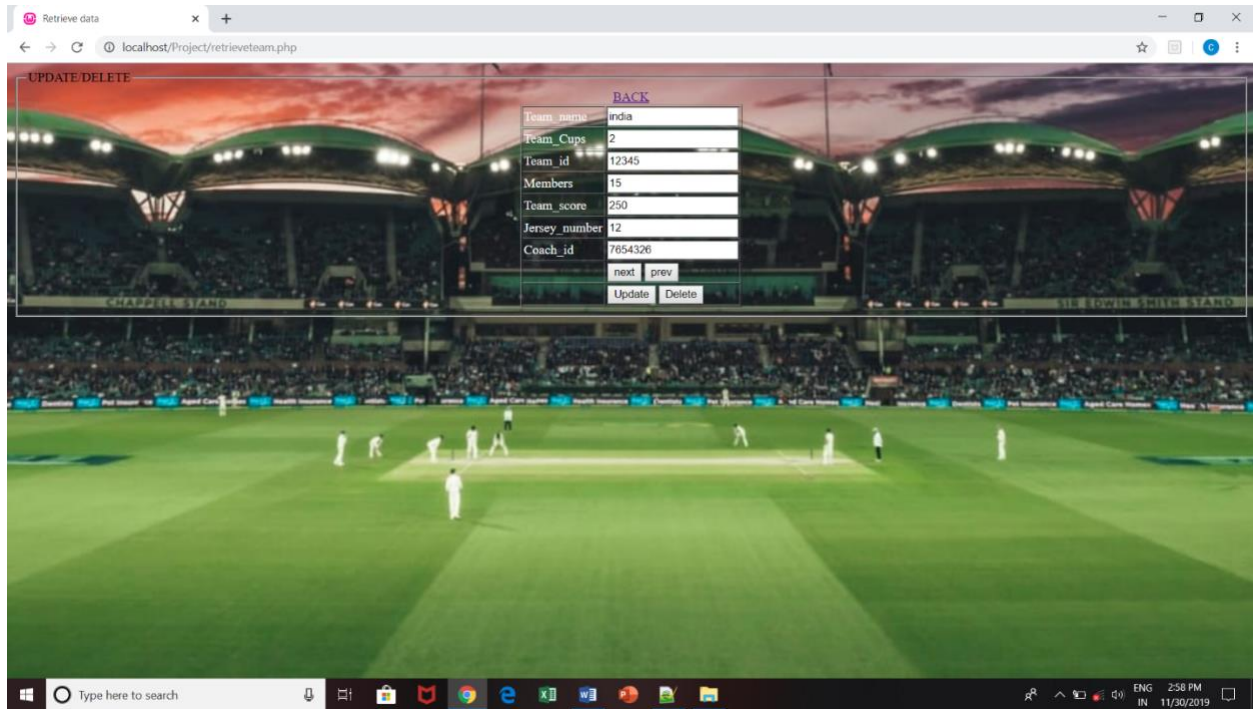 Retrieve data
localhost/Project/retrieveteam.php
C
UPDATE/DELETE
BACK
Team_name india
Team_Cups 2
Team_id 12345
Members 15
Team_score 250
Jersey_number 12
Coach_id 7654326
next prev
Update Delete
CHAPPELL STAND
SIR EDWIN SMITH STAND
Type here to search
ENG 2:58 PM
IN 11/30/2019